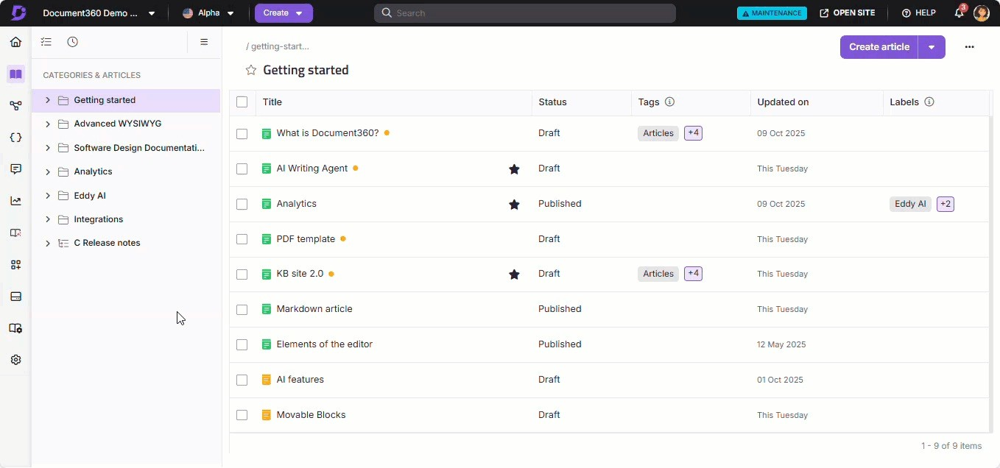 Document360 Demo ... Alpha Create Search MAINTENANCE OPEN SITE HELP 3
CATEGORIES & ARTICLES
Getting started
Advanced WYSIWYG
Software Design Documentati...
Analytics
Eddy AI
Integrations
C Release notes
/ getting-start...
Create article
Getting started
Title Status Tags Updated on Labels
What is Document360? Draft Articles +4 09 Oct 2025
AI Writing Agent Draft This Tuesday
Analytics Published 09 Oct 2025 Eddy AI +2
PDF template Draft This Tuesday
KB site 2.0 Draft Articles +4 This Tuesday
Markdown article Published This Tuesday
Elements of the editor Published 12 May 2025
AI features Draft 01 Oct 2025
Movable Blocks Draft This Tuesday
1 - 9 of 9 items